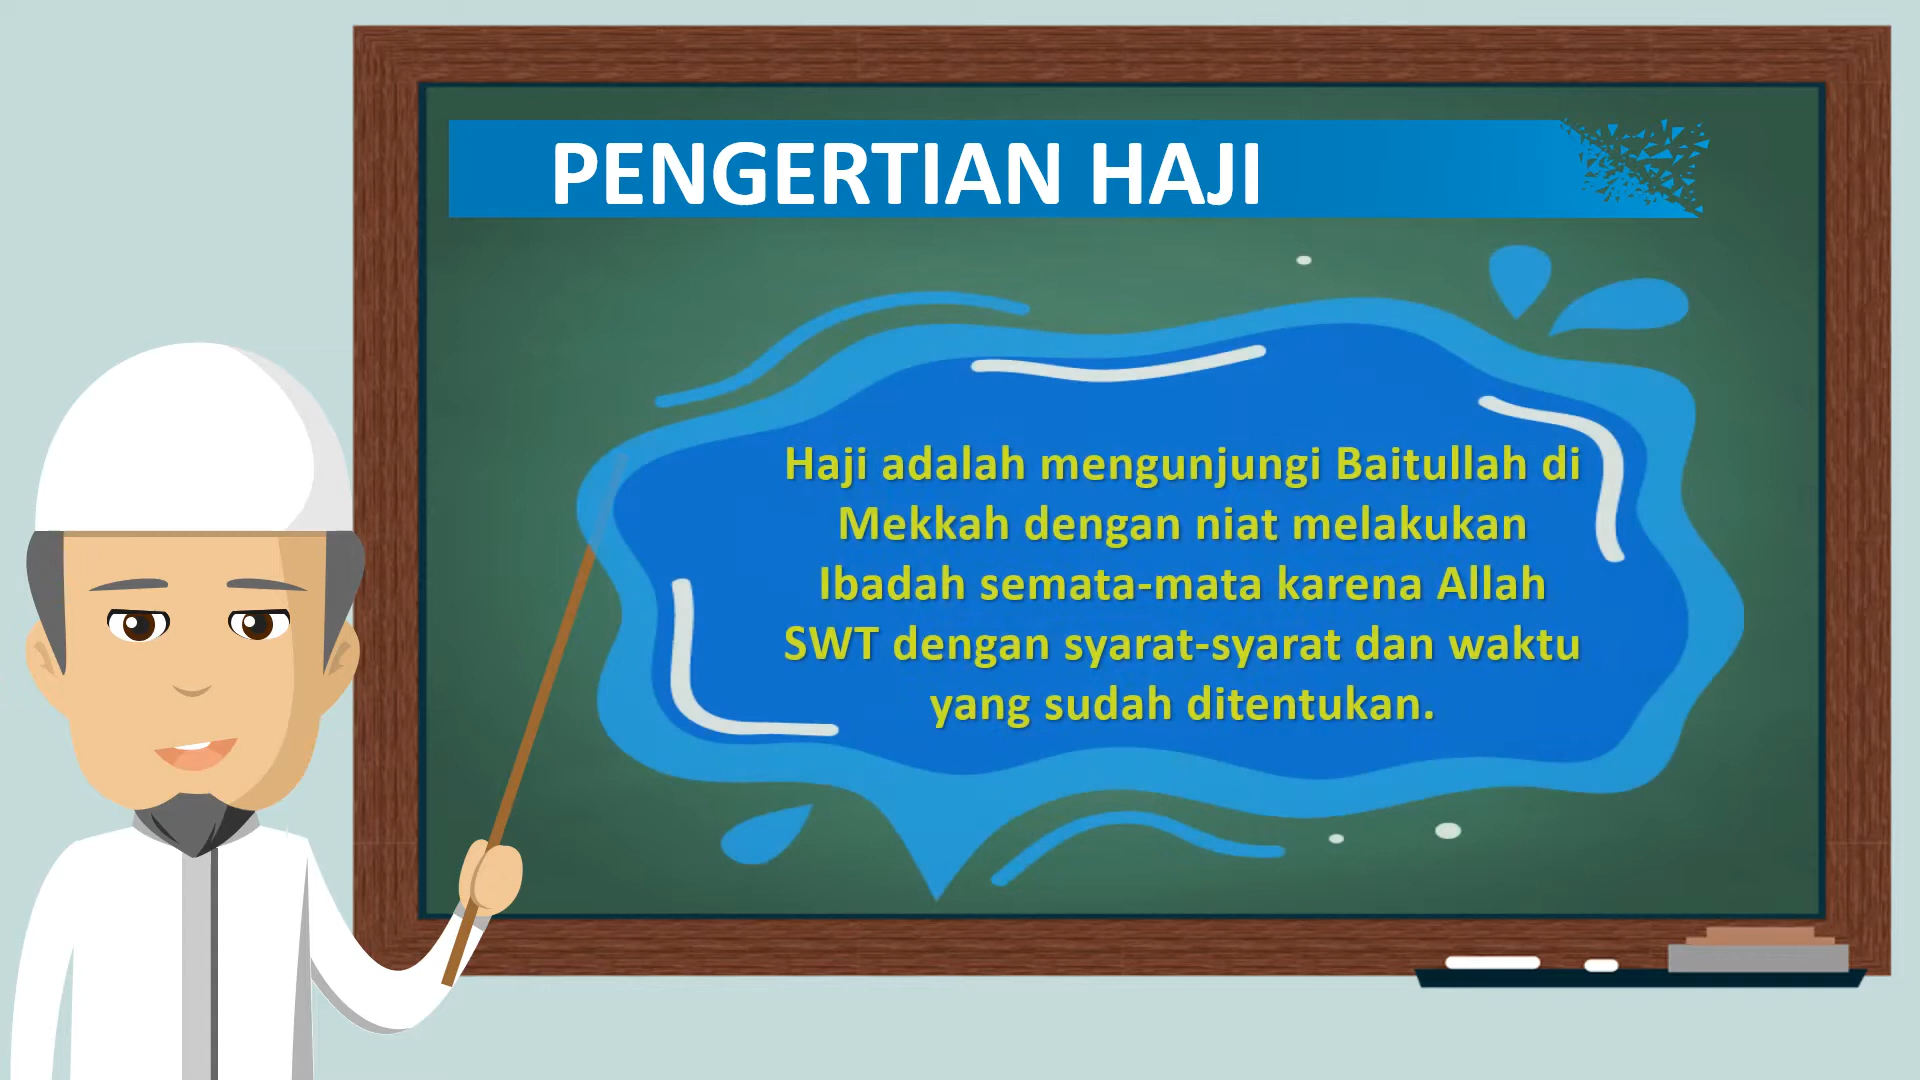 PENGERTIAN HAJI
Haji adalah mengunjungi Baitullah di
Mekkah dengan niat melakukan
Ibadah semata-mata karena Allah
SWT dengan syarat-syarat dan waktu
yang sudah ditentukan.